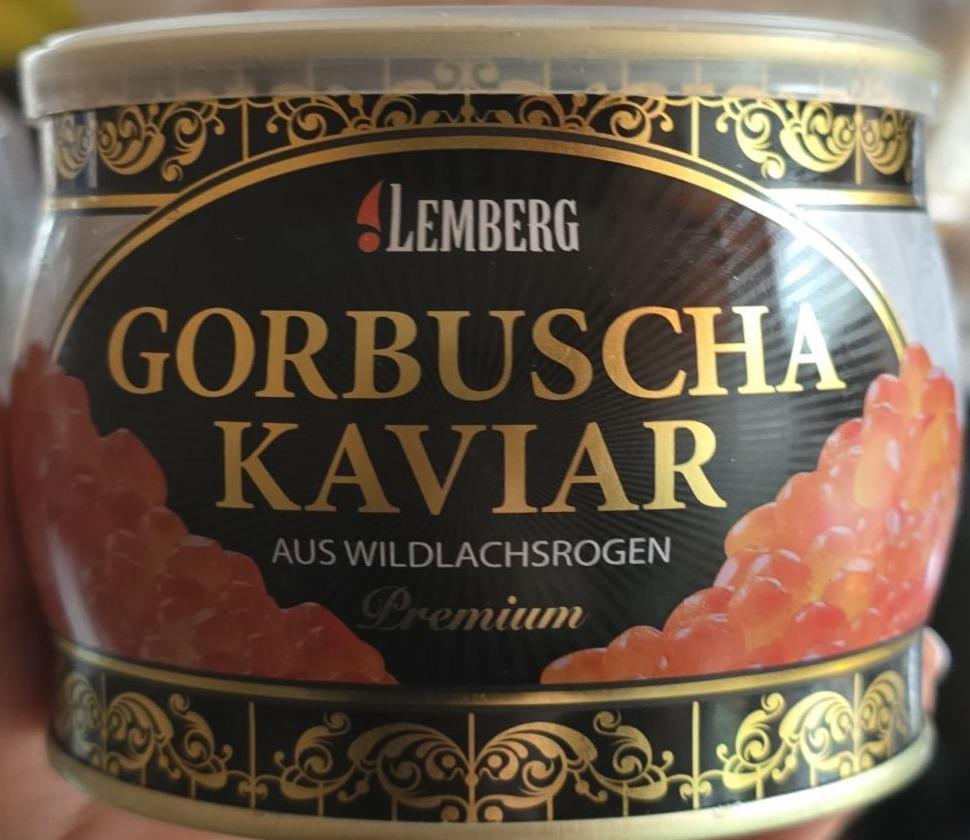 LEMBERG
GORBUSCHA
KAVIAR
AUS WILDLACHSROGEN
Premium